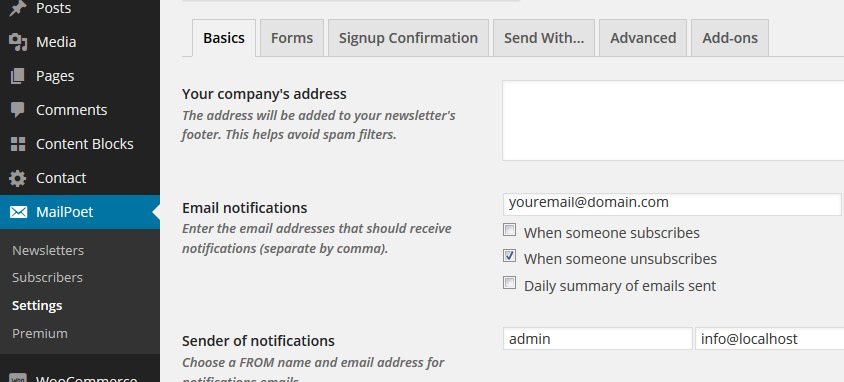 Posts
Media
Pages
Comments
Content Blocks
Contact
MailPoet
Newsletters
Subscribers
Settings
Premium
WooCommerce
Basics
Forms
Signup Confirmation
Send With...
Advanced
Add-ons
Your company's address
The address will be added to your newsletter's
footer. This helps avoid spam filters.
Email notifications
Enter the email addresses that should receive
notifications (separate by comma).
youremail@domain.com
When someone subscribes
When someone unsubscribes
Daily summary of emails sent
Sender of notifications
Choose a FROM name and email address for
notifications emails.
admin
info@localhost